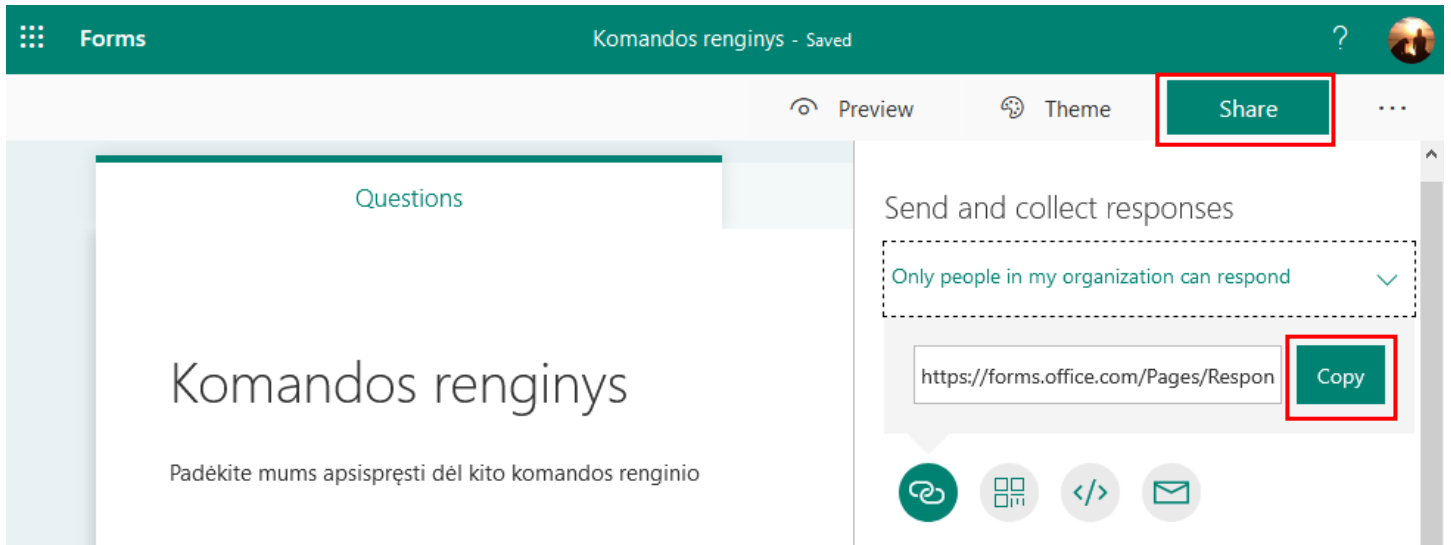 Forms
Komandos renginys - Saved
?
Preview
Theme
Share
...
Questions
Send and collect responses
Only people in my organization can respond
https://forms.office.com/Pages/Respon
Copy
Komandos renginys
Padėkite mums apsispręsti dėl kito komandos renginio